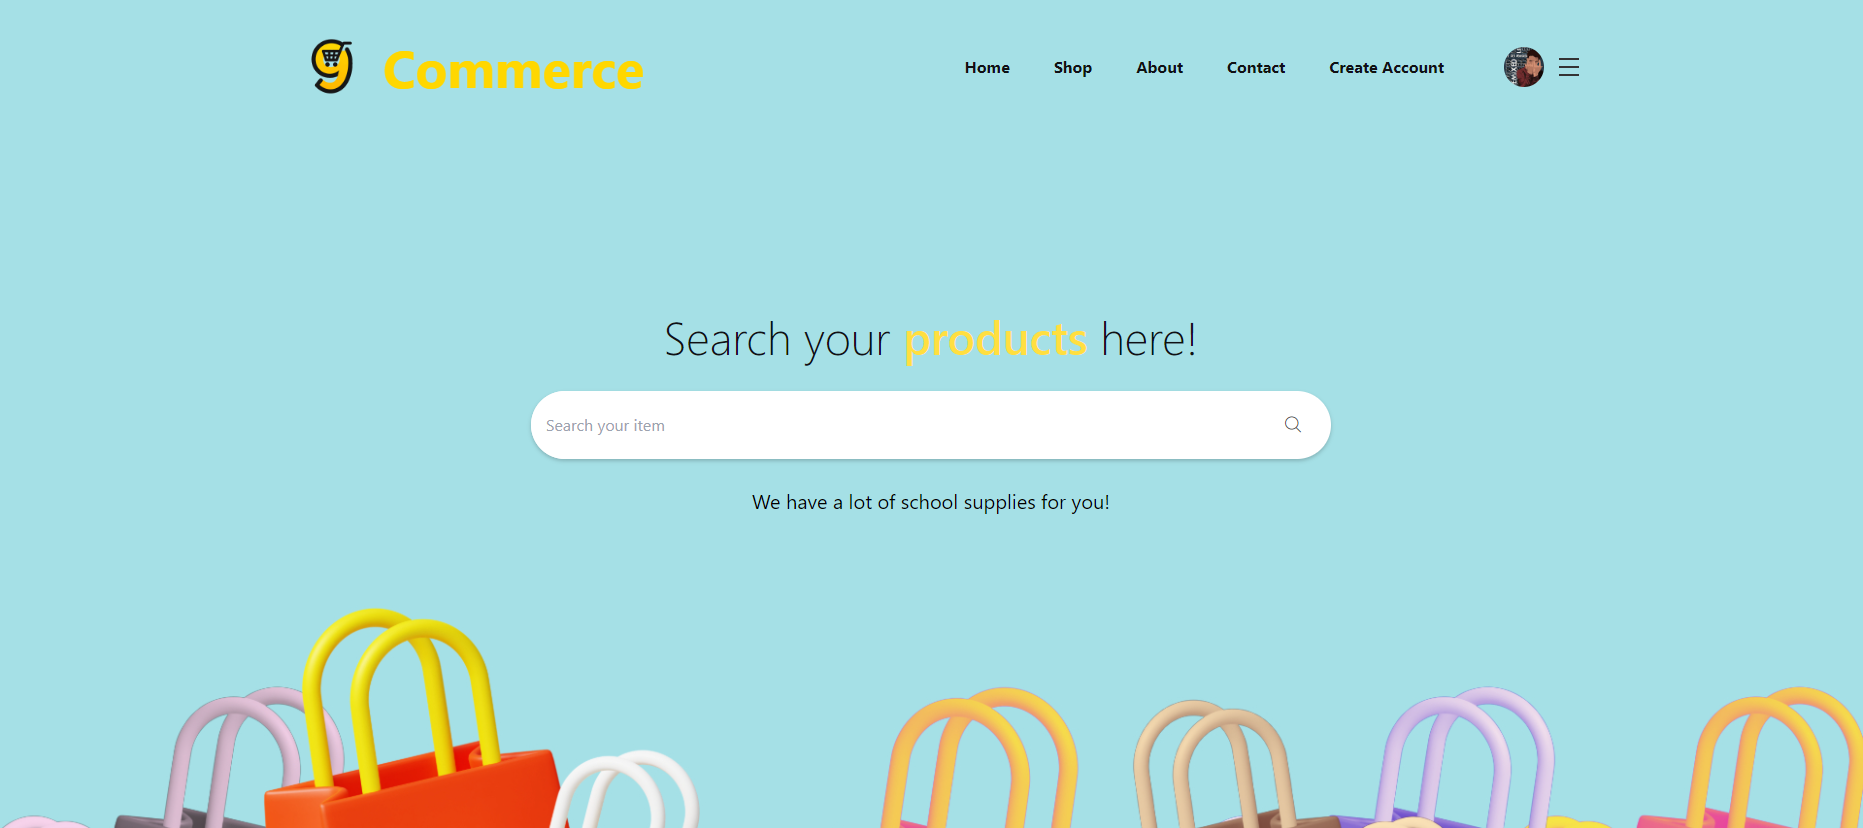 g Commerce
Home Shop About Contact Create Account
Search your products here!
Search your item
We have a lot of school supplies for you!